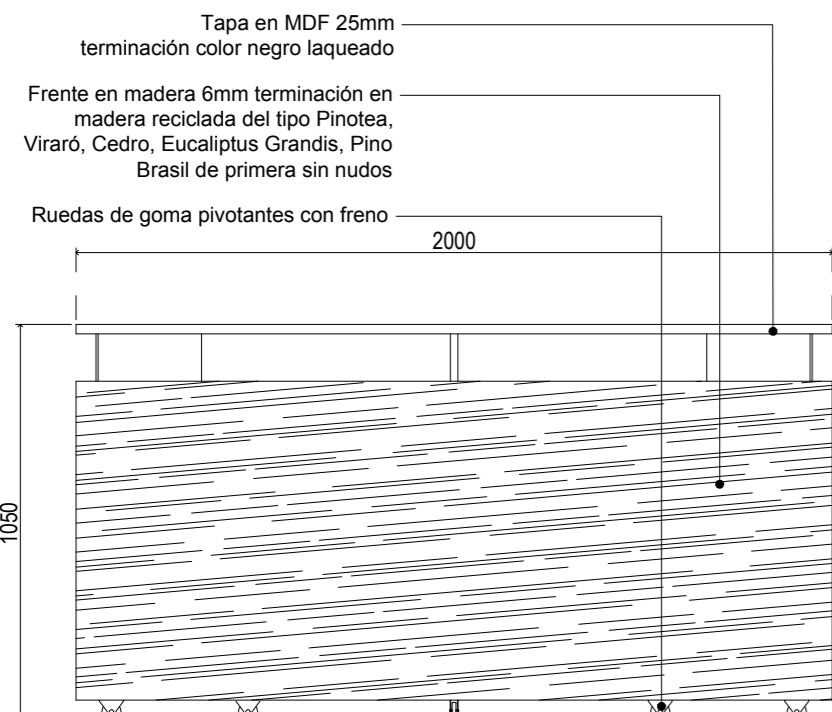 Tapa en MDF 25mm
terminación color negro laqueado
Frente en madera 6mm terminación en
madera reciclada del tipo Pinotea,
Viraró, Cedro, Eucaliptus Grandis, Pino
Brasil de primera sin nudos
Ruedas de goma pivotantes con freno
2000
1050